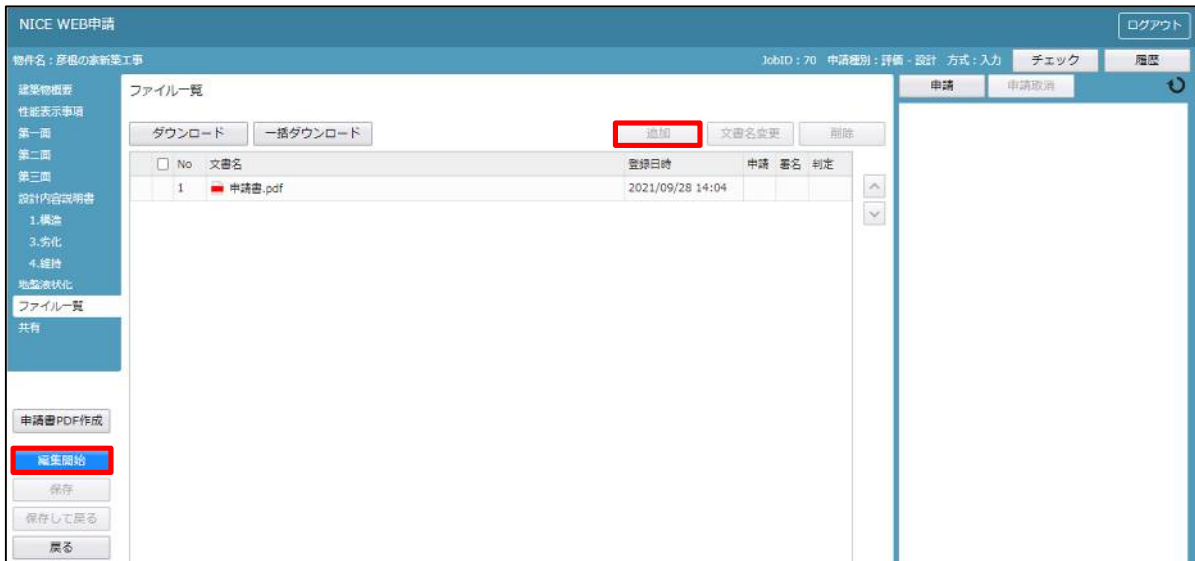 NICE WEB申請
ログアウト
物件名：彦根の家新築工事
JobID：70 申請種別：評価 - 設計 方式：入力
チェック
履歴
建築物概要
性能表示事項
第一面
第二面
第三面
設計内容説明書
1.構造
3.劣化
4.維持
地盤液状化
ファイル一覧
共有
申請書PDF作成
編集開始
保存
保存して戻る
戻る
ファイル一覧
ダウンロード 一括ダウンロード 追加 文書名変更 削除
No 文書名 登録日時 申請 署名 判定
1 申請書.pdf 2021/09/28 14:04
申請 申請取消